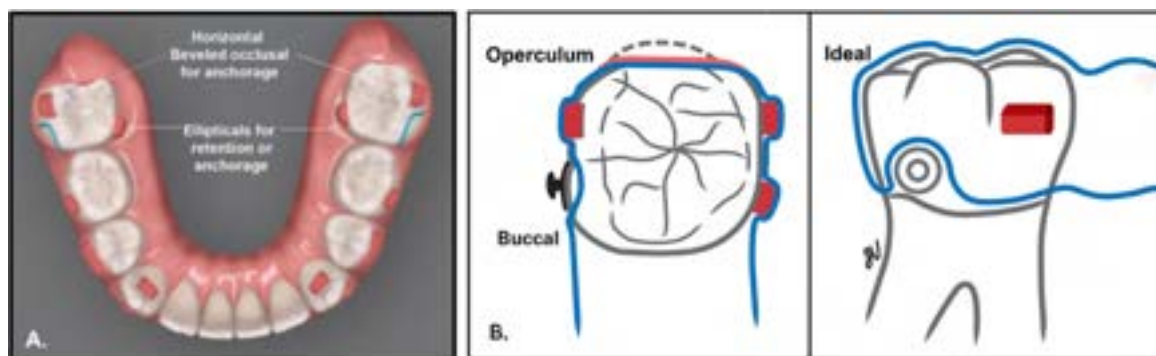 Horizontal
Beveled occlusal
for anchorage
Ellipticals for
retention or
anchorage
A.
Operculum
Buccal
B.
Ideal